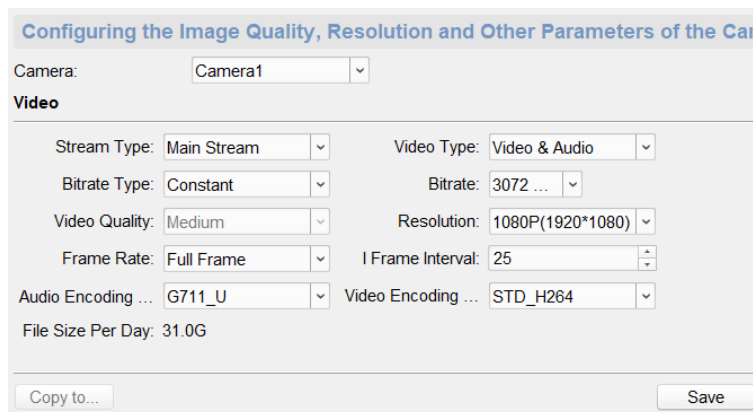 Configuring the Image Quality, Resolution and Other Parameters of the
Camera: Camera1
Video
Stream Type: Main Stream Video Type: Video & Audio
Bitrate Type: Constant Bitrate: 3072 ...
Video Quality: Medium Resolution: 1080P(1920*1080)
Frame Rate: Full Frame I Frame Interval: 25
Audio Encoding ... G711_U Video Encoding ... STD_H264
File Size Per Day: 31.0G
Copy to... Save